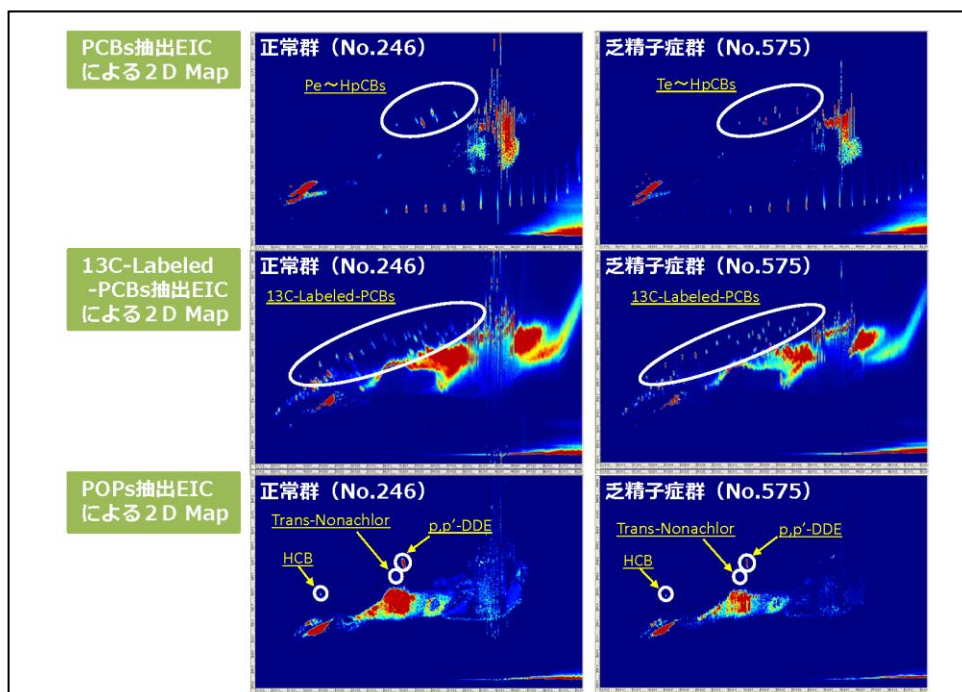 PCBs抽出EIC
による２D Map
正常群（No.246）
Pe～HpCBs
乏精子症群（No.575）
Te～HpCBs
13C-Labeled
-PCBs抽出EIC
による２D Map
正常群（No.246）
13C-Labeled-PCBs
乏精子症群（No.575）
13C-Labeled-PCBs
POPs抽出EIC
による２D Map
正常群（No.246）
Trans-Nonachlor
p,p’-DDE
HCB
乏精子症群（No.575）
Trans-Nonachlor
p,p’-DDE
HCB